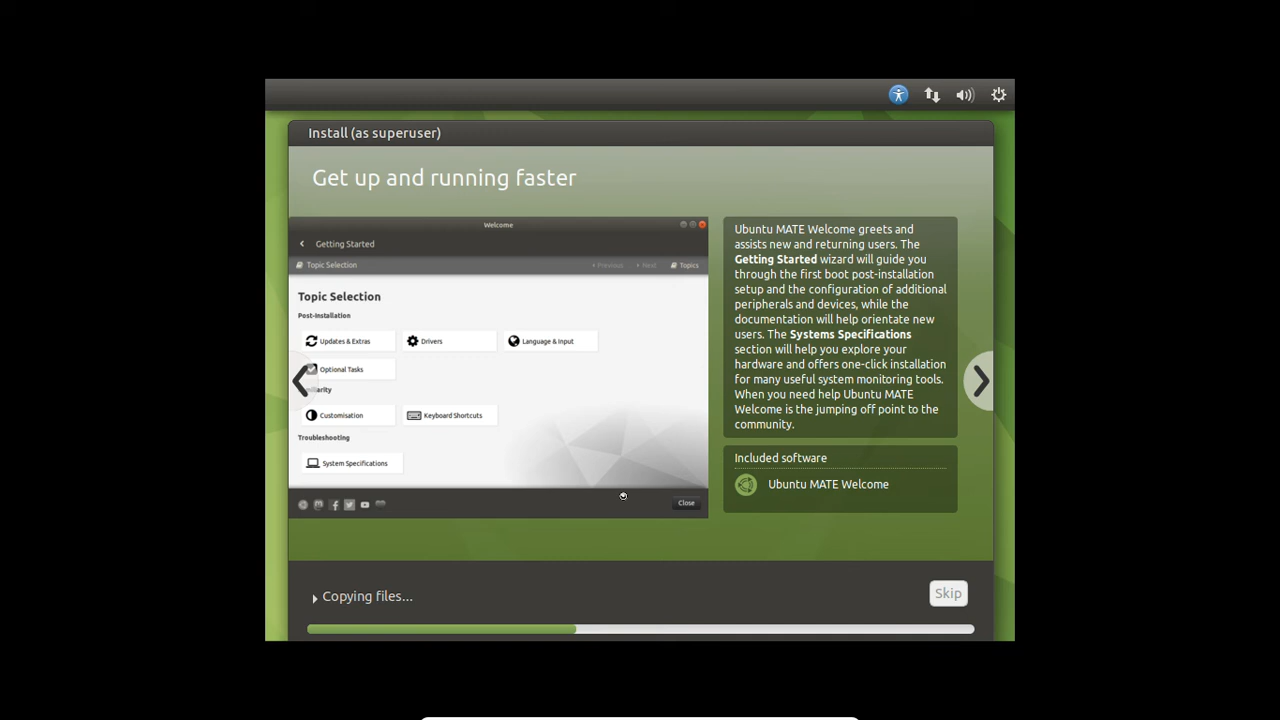 Install (as superuser)
Get up and running faster
Welcome
Getting Started
Topic Selection
Previous
Next
Topics
Topic Selection
Post-Installation
Updates & Extras
Drivers
Language & Input
Optional Tasks
Customisation
Keyboard Shortcuts
Troubleshooting
System Specifications
Close
Ubuntu MATE Welcome greets and
assists new and returning users. The
Getting Started wizard will guide you
through the first boot post-installation
setup and the configuration of additional
peripherals and devices, while the
documentation will help orientate new
users. The Systems Specifications
section will help you explore your
hardware and offers one-click installation
for many useful system monitoring tools.
When you need help Ubuntu MATE
Welcome is the jumping off point to the
community.
Included software
Ubuntu MATE Welcome
Copying files...
Skip